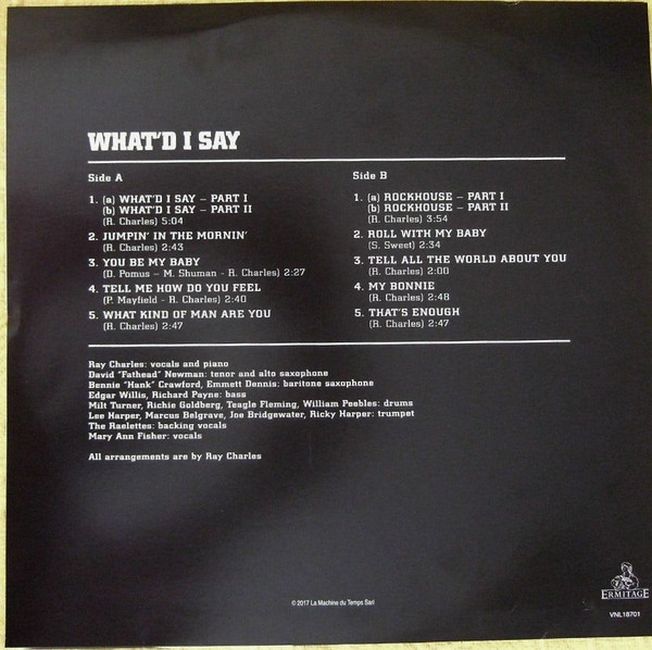 WHAT'D I SAY
Side A
1. (a) WHAT'D I SAY – PART I
(b) WHAT'D I SAY – PART II
(R. Charles) 5:04
2. JUMPIN' IN THE MORNIN'
(R. Charles) 2:43
3. YOU BE MY BABY
(D. Pomus – M. Shuman - R. Charles) 2:27
4. TELL ME HOW DO YOU FEEL
(P. Mayfield - R. Charles) 2:40
5. WHAT KIND OF MAN ARE YOU
(R. Charles) 2:47
Side B
1. (a) ROCKHOUSE – PART I
(b) ROCKHOUSE – PART II
(R. Charles) 3:54
2. ROLL WITH MY BABY
(S. Sweet) 2:34
3. TELL ALL THE WORLD ABOUT YOU
(R. Charles) 2:00
4. MY BONNIE
(R. Charles) 2:48
5. THAT'S ENOUGH
(R. Charles) 2:47
Ray Charles: vocals and piano
David "Fathead" Newman: tenor and alto saxophone
Bennie "Hank" Crawford, Emmett Dennis: baritone saxophone
Edgar Willis, Richard Payne: bass
Milt Turner, Richie Goldberg, Teagle Fleming, William Peebles: drums
Lee Harper, Marcus Belgrave, Joe Bridgewater, Ricky Harper: trumpet
The Raelettes: backing vocals
Mary Ann Fisher: vocals
All arrangements are by Ray Charles
© 2017 La Machine du Temps Sarl
ERMITAGE
VNL18701